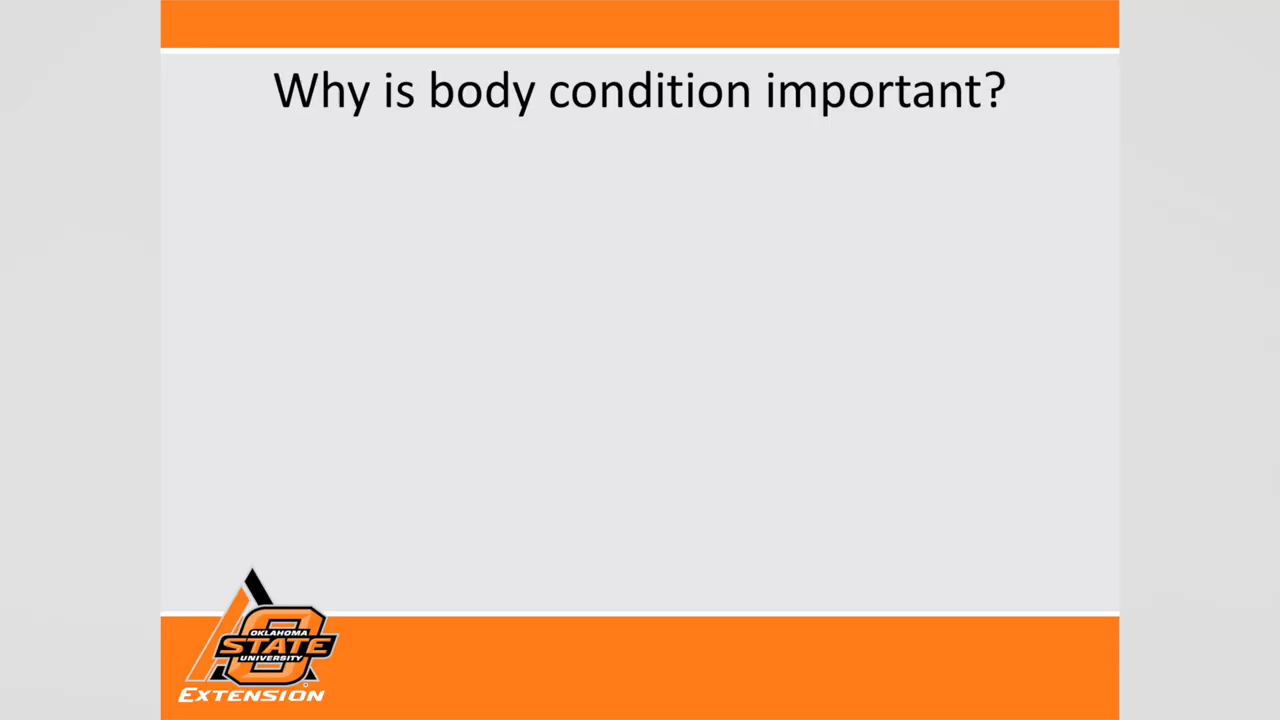 Why is body condition important?
OKLAHOMA
STATE
UNIVERSITY
EXTENSION